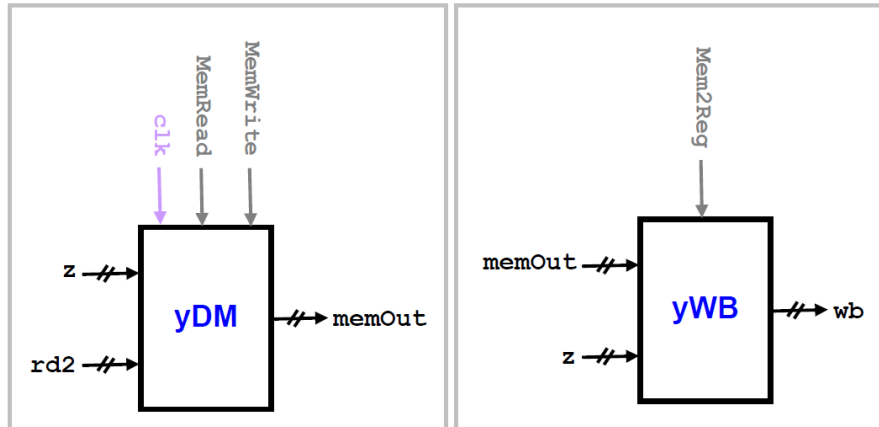 clk
MemRead
MemWrite
z
rd2
yDM
memOut
Mem2Reg
memOut
z
yWB
wb